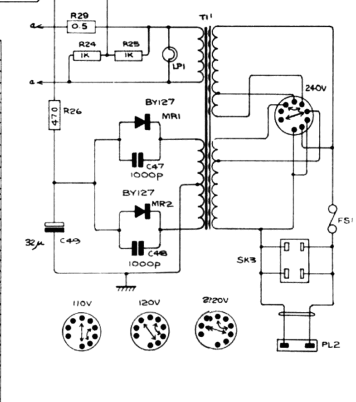 R29
T1
a
0.5
R24
R25
1K
1K
LP1
a
240V
BY127
MR1
R26
470
C47
1000p
BY127
MR2
FS1
32µ
C49
C48
1000p
SK3
110V
120V
220V
PL2